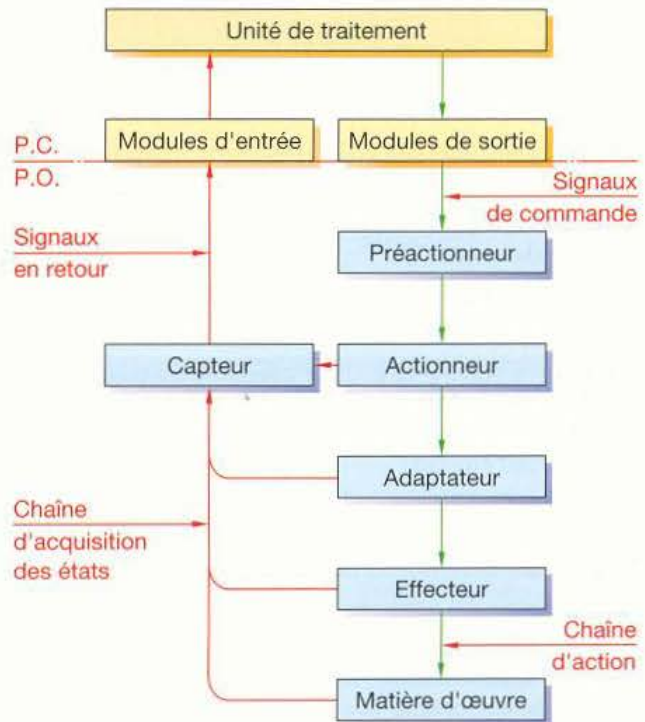 Unité de traitement
Modules d'entrée
Modules de sortie
P.C.
P.O.
Signaux
de commande
Signaux
en retour
Préactionneur
Capteur
Actionneur
Adaptateur
Chaîne
d'acquisition
des états
Effecteur
Chaîne
d'action
Matière d'œuvre